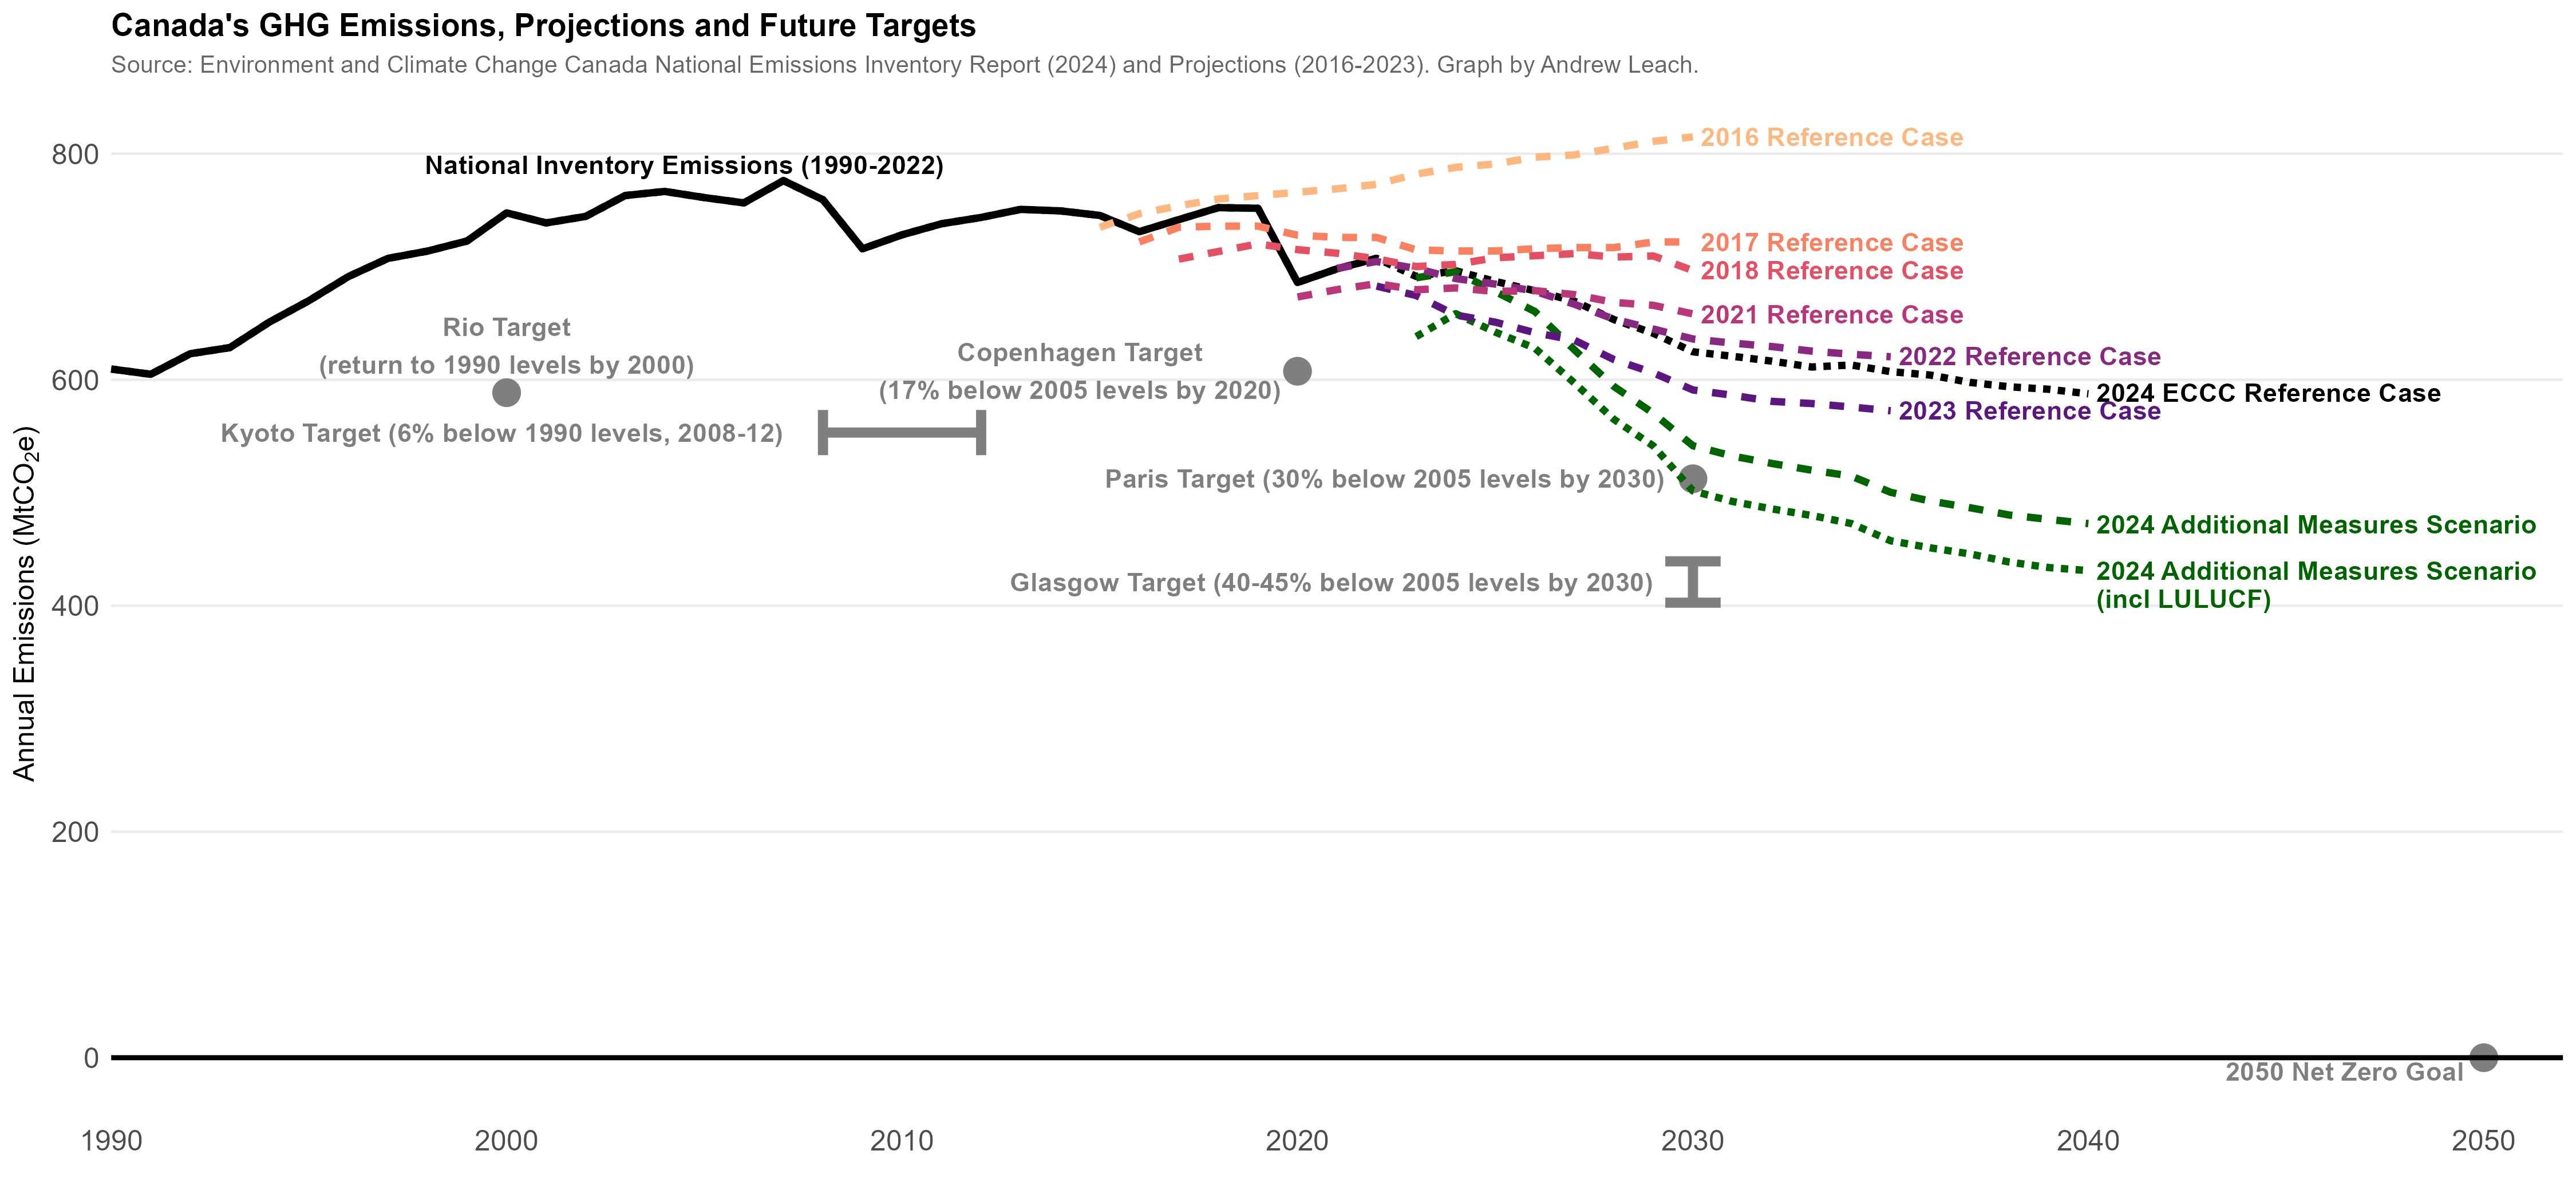 Canada's GHG Emissions, Projections and Future Targets
Source: Environment and Climate Change Canada National Emissions Inventory Report (2024) and Projections (2016-2023). Graph by Andrew Leach.
Annual Emissions (MtCO₂e)
800
600
400
200
0
National Inventory Emissions (1990-2022)
2016 Reference Case
2017 Reference Case
2018 Reference Case
2021 Reference Case
Rio Target
(return to 1990 levels by 2000)
Copenhagen Target
(17% below 2005 levels by 2020)
2022 Reference Case
2024 ECCC Reference Case
2023 Reference Case
Kyoto Target (6% below 1990 levels, 2008-12)
Paris Target (30% below 2005 levels by 2030)
2024 Additional Measures Scenario
Glasgow Target (40-45% below 2005 levels by 2030)
2024 Additional Measures Scenario
(incl LULUCF)
2050 Net Zero Goal
1990
2000
2010
2020
2030
2040
2050